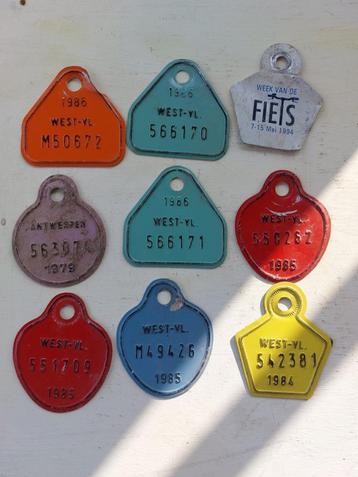 1986
WEST-VL.
M50672
1986
WEST-VL.
566170
WEEK VAN DE
FIETS
7-15 Mei 1994
ANTWERPEN
1979
1986
WEST-VL.
566171
WEST-VL.
1985
WEST-VL.
551709
1985
WEST-VL.
M49426
1985
WEST-VL.
542381
1984